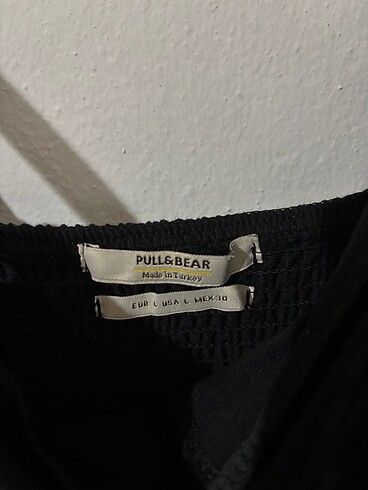 PULL&BEAR
Made in Turkey
EUR L USA L MEX 30